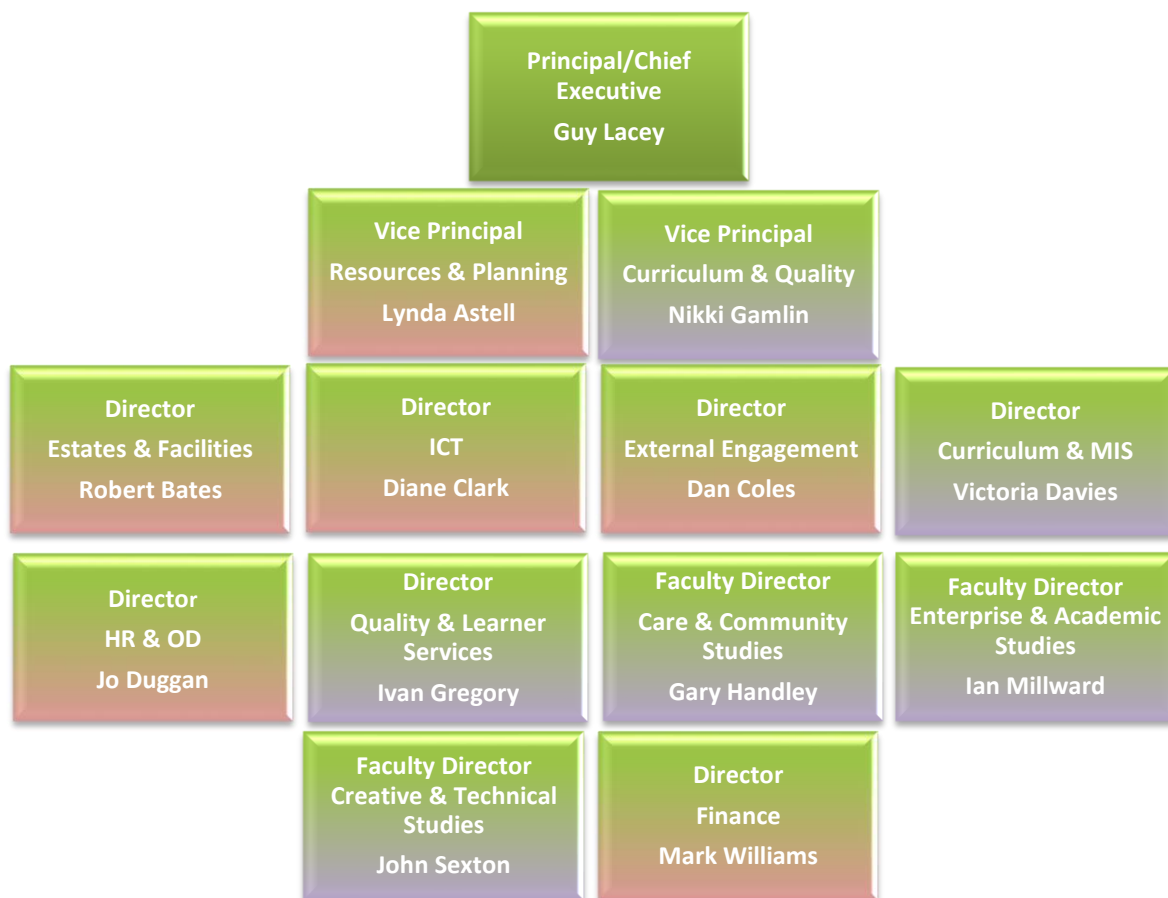 Principal/Chief
Executive
Guy Lacey
Vice Principal
Resources & Planning
Lynda Astell
Vice Principal
Curriculum & Quality
Nikki Gamlin
Director
Estates & Facilities
Robert Bates
Director
ICT
Diane Clark
Director
External Engagement
Dan Coles
Director
Curriculum & MIS
Victoria Davies
Director
HR & OD
Jo Duggan
Director
Quality & Learner
Services
Ivan Gregory
Faculty Director
Care & Community
Studies
Gary Handley
Faculty Director
Enterprise & Academic
Studies
Ian Millward
Faculty Director
Creative & Technical
Studies
John Sexton
Director
Finance
Mark Williams